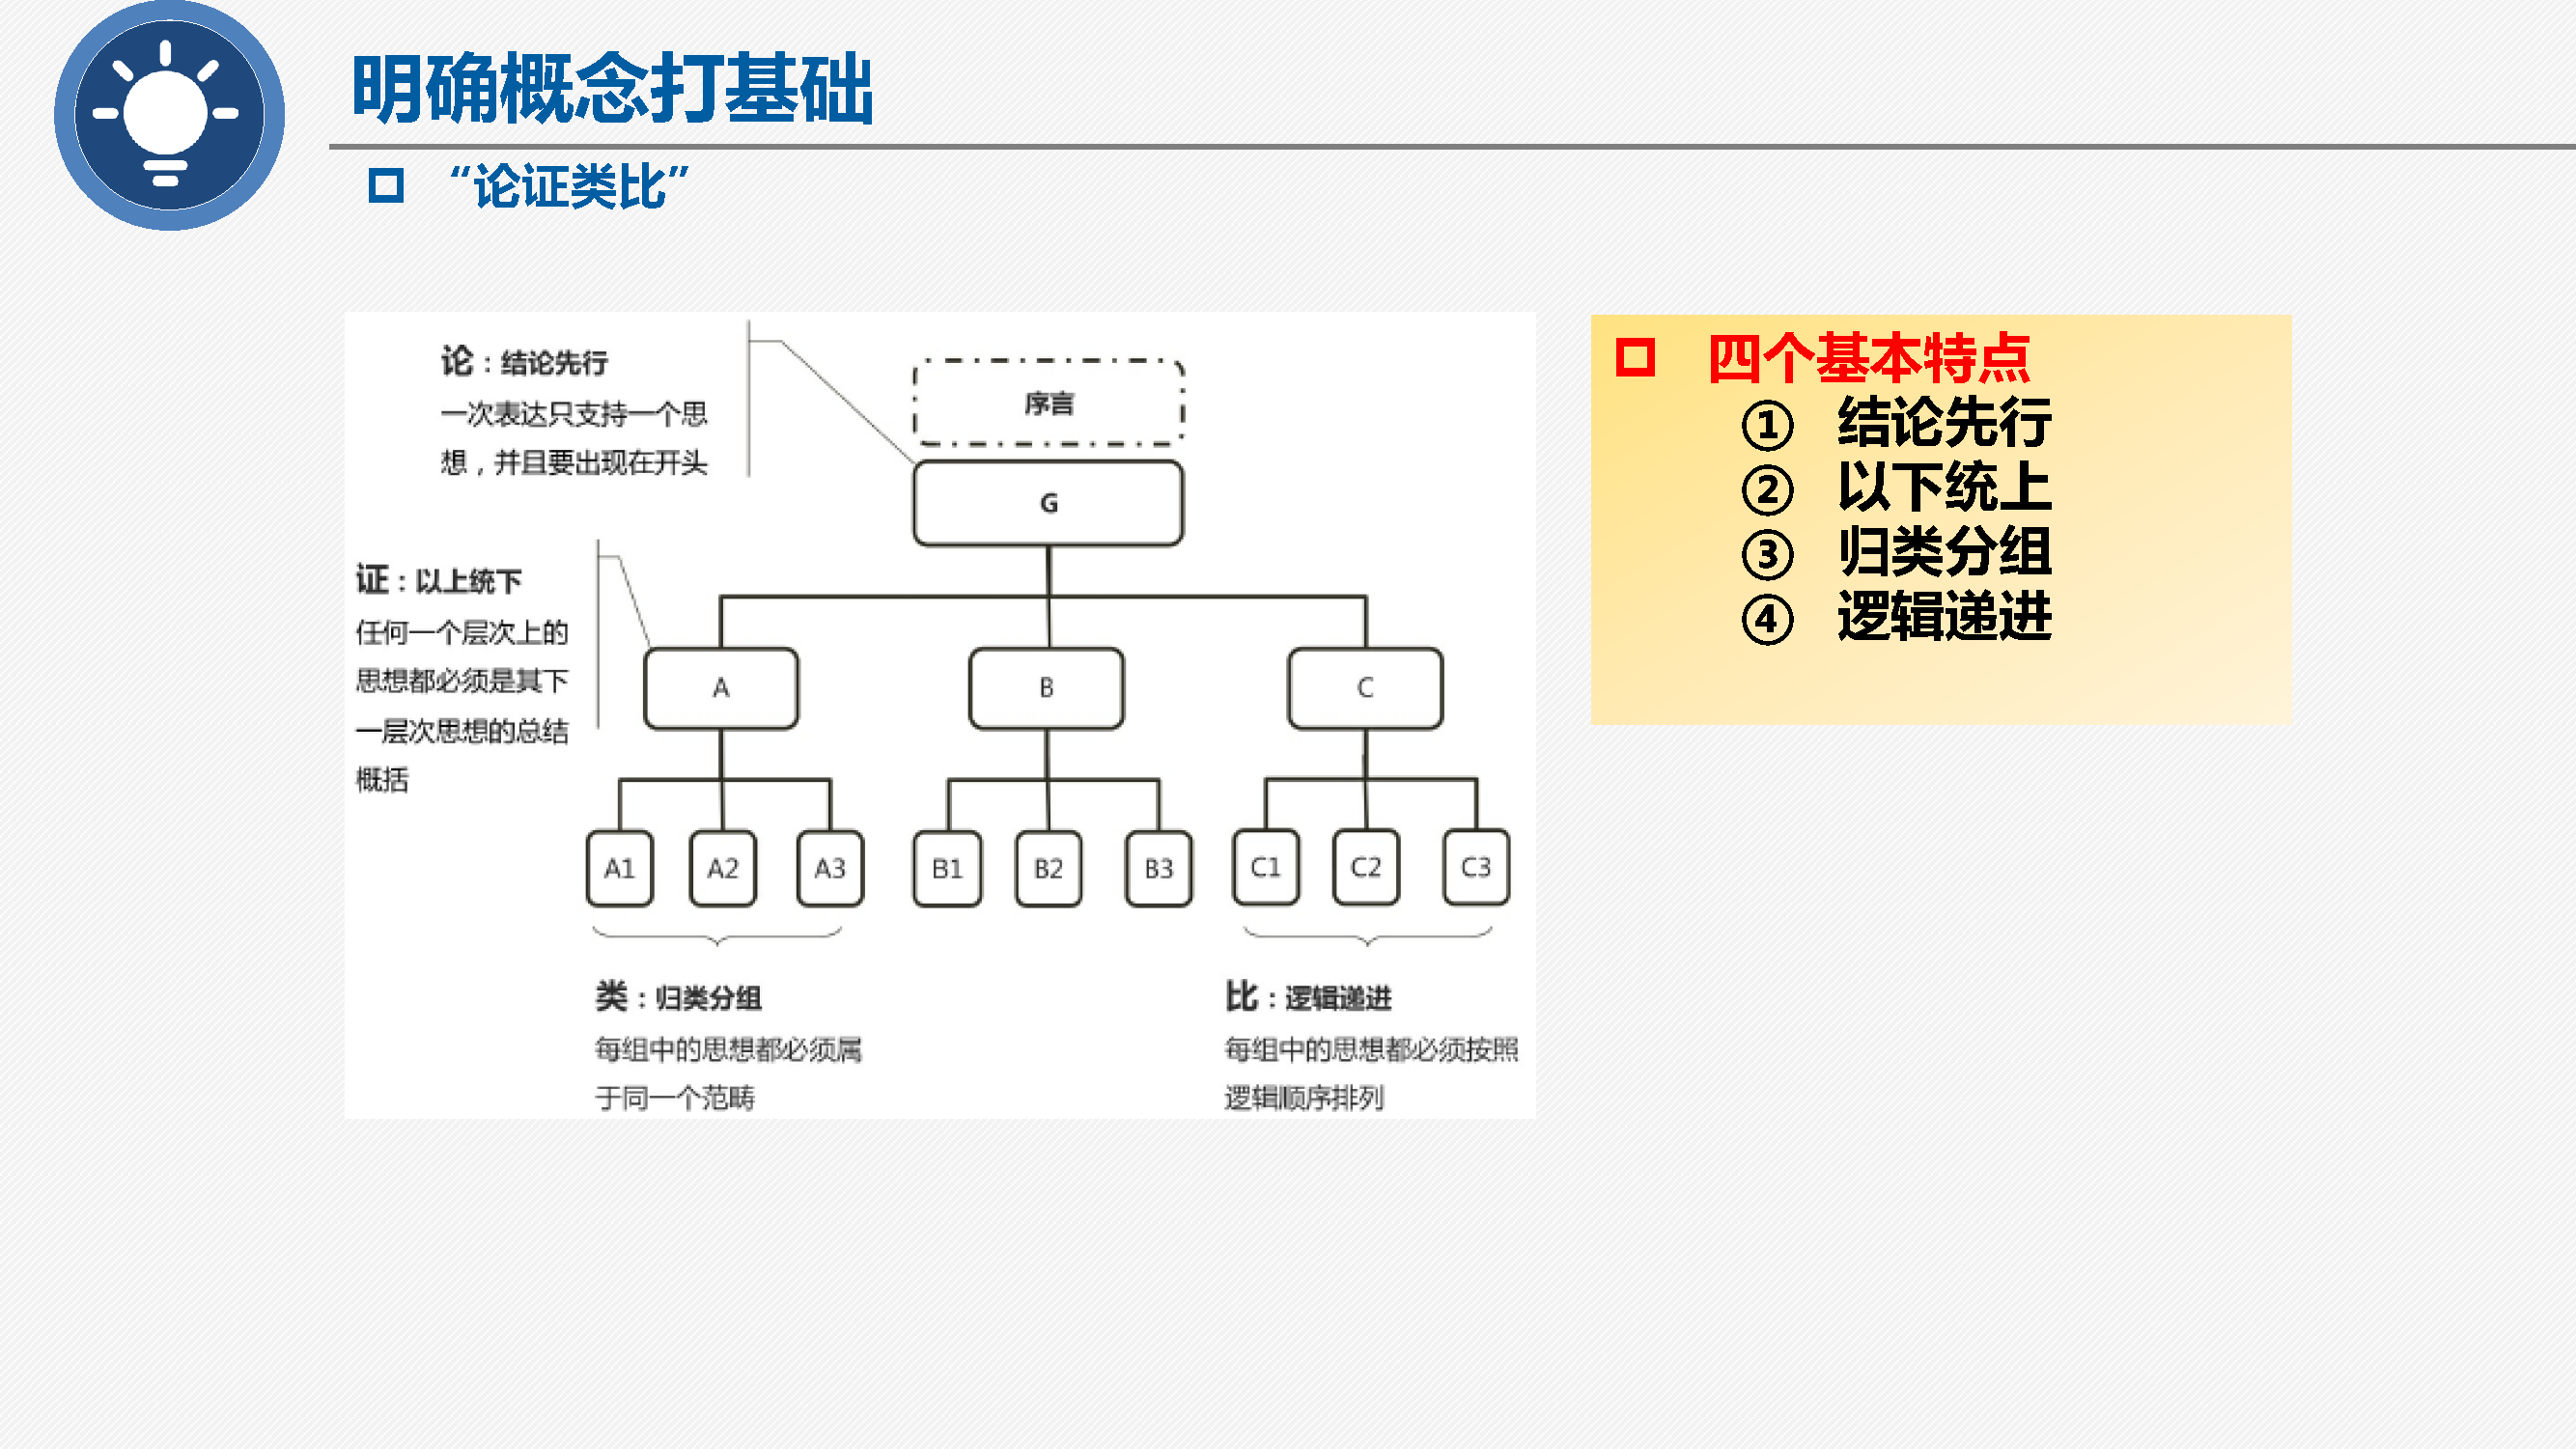 明确概念打基础
“论证类比”
论：结论先行
一次表达只支持一个思
想，并且要出现在开头
序言
G
证：以上统下
任何一个层次上的
思想都必须是其下
一层次思想的总结
概括
A
B
C
A1
A2
A3
B1
B2
B3
C1
C2
C3
类：归类分组
每组中的思想都必须属
于同一个范畴
比：逻辑递进
每组中的思想都必须按照
逻辑顺序排列
四个基本特点
① 结论先行
② 以下统上
③ 归类分组
④ 逻辑递进